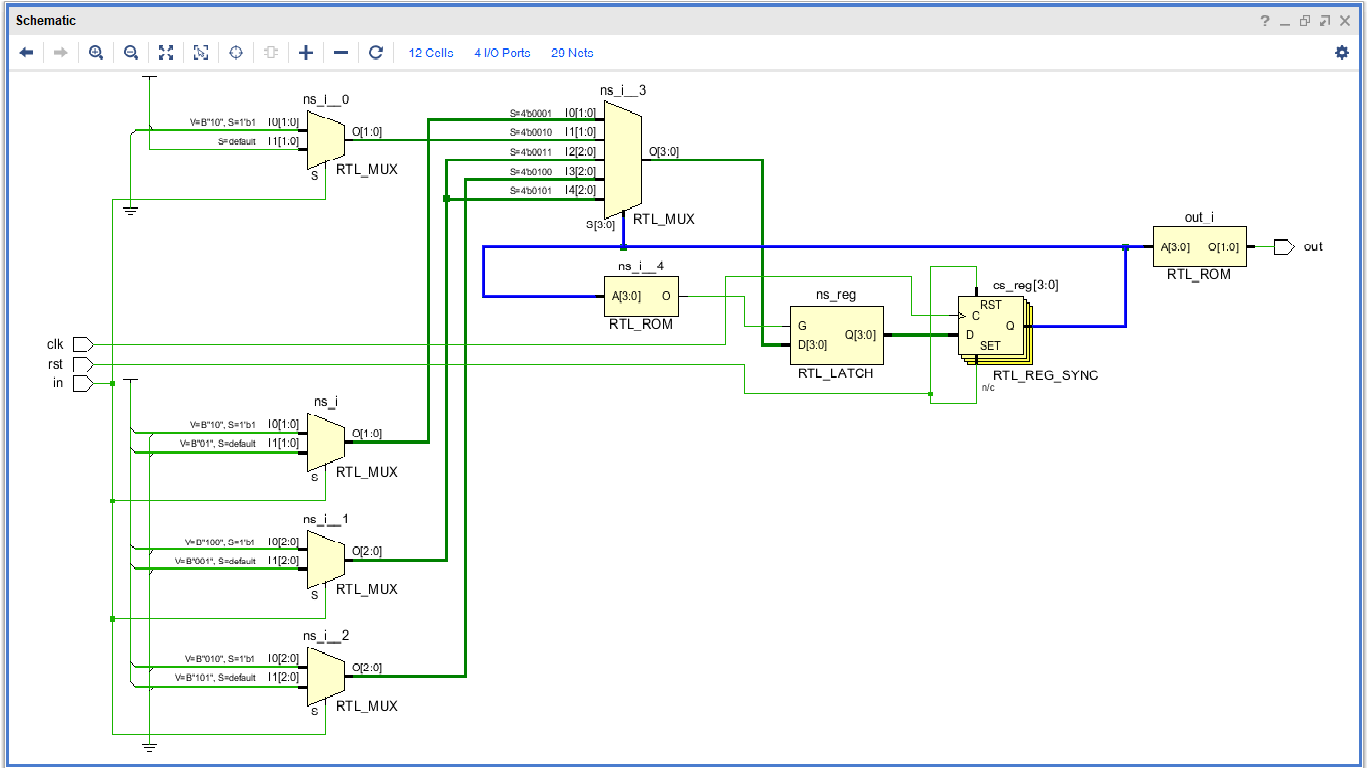 Schematic
12 Cells 4 I/O Ports 29 Nets
ns_i__0
V=B"10", S=1'b1 I0[1:0]
S=default I1[1:0]
O[1:0]
S
RTL_MUX
ns_i__3
S=4'b0001 I0[1:0]
S=4'b0010 I1[1:0]
S=4'b0011 I2[2:0]
S=4'b0100 I3[2:0]
S=4'b0101 I4[2:0]
O[3:0]
S[3:0]
RTL_MUX
out_i
A[3:0] O[1:0]
RTL_ROM
out
ns_i__4
A[3:0] O
RTL_ROM
ns_reg
G
D[3:0]
Q[3:0]
RTL_LATCH
cs_reg[3:0]
RST
C
Q
D
SET
RTL_REG_SYNC
n/c
clk
rst
in
ns_i
V=B"10", S=1'b1 I0[1:0]
V=B"01", S=default I1[1:0]
O[1:0]
S
RTL_MUX
ns_i__1
V=B"100", S=1'b1 I0[2:0]
V=B"001", S=default I1[2:0]
O[2:0]
S
RTL_MUX
ns_i__2
V=B"010", S=1'b1 I0[2:0]
V=B"101", S=default I1[2:0]
O[2:0]
S
RTL_MUX